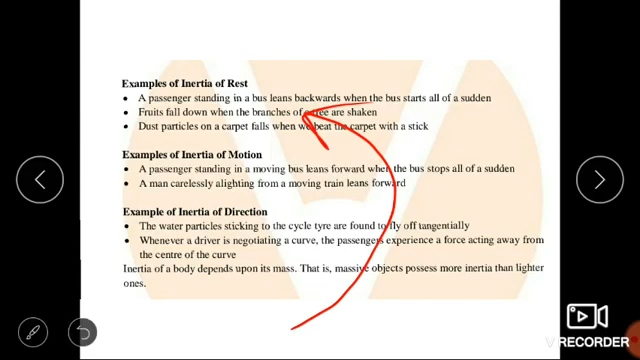 Examples of Inertia of Rest
• A passenger standing in a bus leans backwards when the bus starts all of a sudden
• Fruits fall down when the branches of a tree are shaken
• Dust particles on a carpet falls when we beat the carpet with a stick
Examples of Inertia of Motion
• A passenger standing in a moving bus leans forward when the bus stops all of a sudden
• A man carelessly alighting from a moving train leans forward
Example of Inertia of Direction
• The water particles sticking to the cycle tyre are found to fly off tangentially
• Whenever a driver is negotiating a curve, the passengers experience a force acting away from
the centre of the curve
Inertia of a body depends upon its mass. That is, massive objects possess more inertia than lighter
ones.
V RECORDER